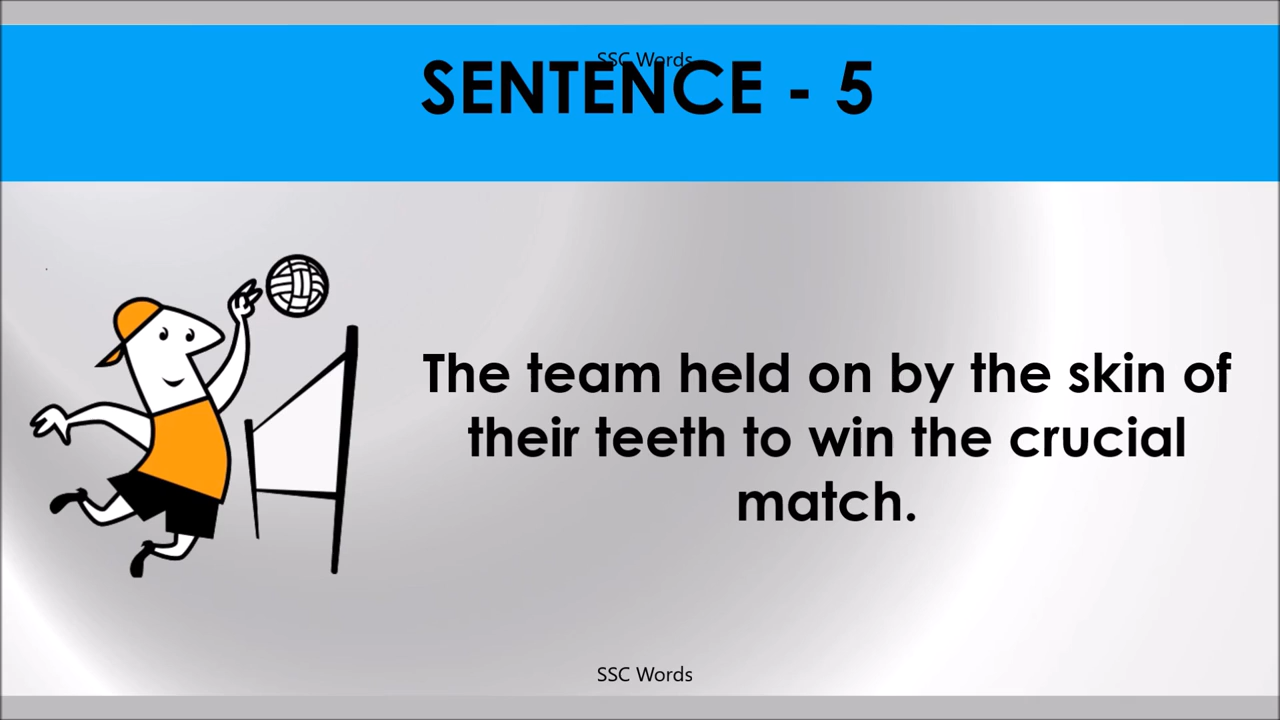 SSC Words
SENTENCE - 5
The team held on by the skin of
their teeth to win the crucial
match.
SSC Words